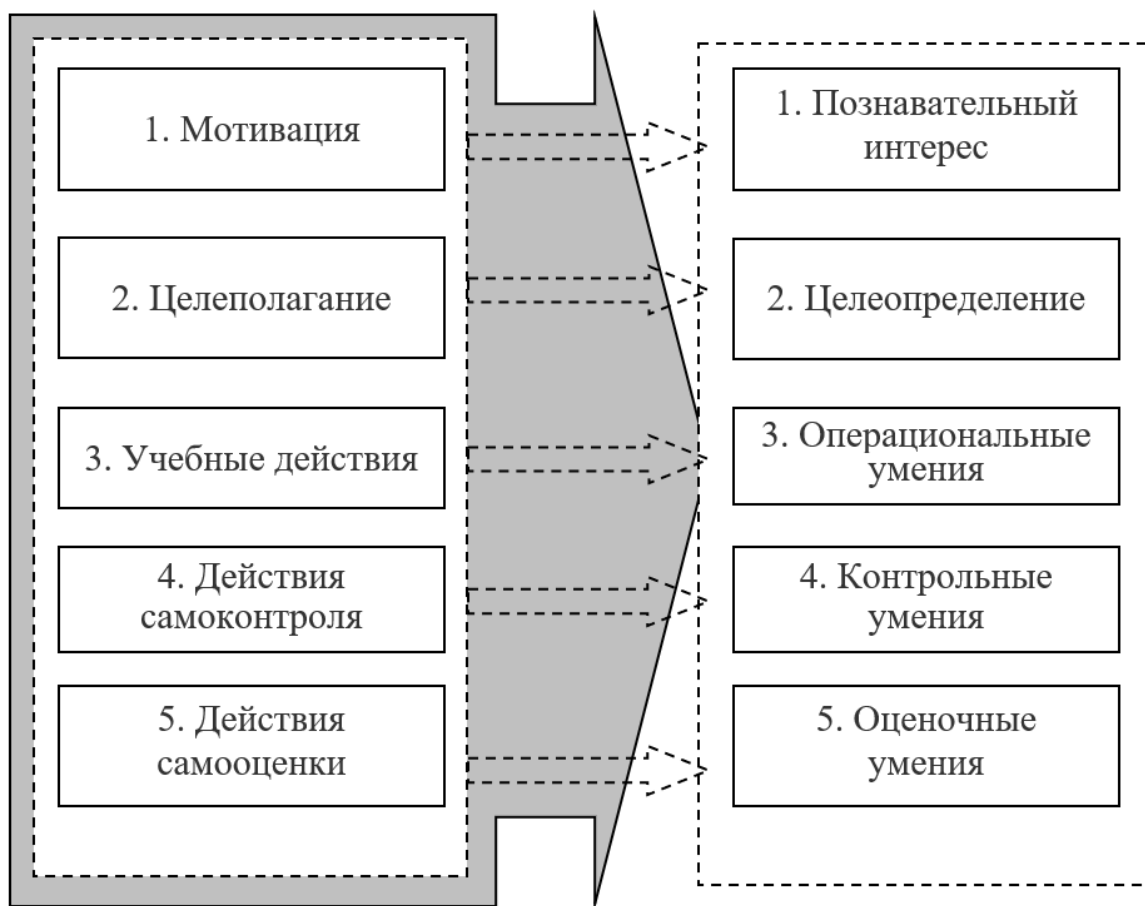 1. Мотивация
2. Целеполагание
3. Учебные действия
4. Действия
самоконтроля
5. Действия
самооценки
1. Познавательный
интерес
2. Целеопределение
3. Операциональные
умения
4. Контрольные
умения
5. Оценочные
умения